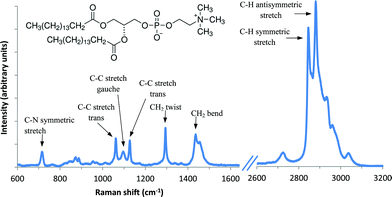 CH₃(CH₂)₁₃CH₂
CH₃(CH₂)₁₃CH₂
O
O
O
O
O
P
O
O⁻
N⁺
CH₃
CH₃
CH₃
C-H antisymmetric
stretch
C-H symmetric
stretch
C-C stretch
gauche
C-C stretch
trans
C-C stretch
trans
C-N symmetric
stretch
CH₂ twist
CH₂ bend
Intensity (arbitrary units)
600 800 1000 1200 1400 1600 2600 2800 3000 3200
Raman shift (cm⁻¹)